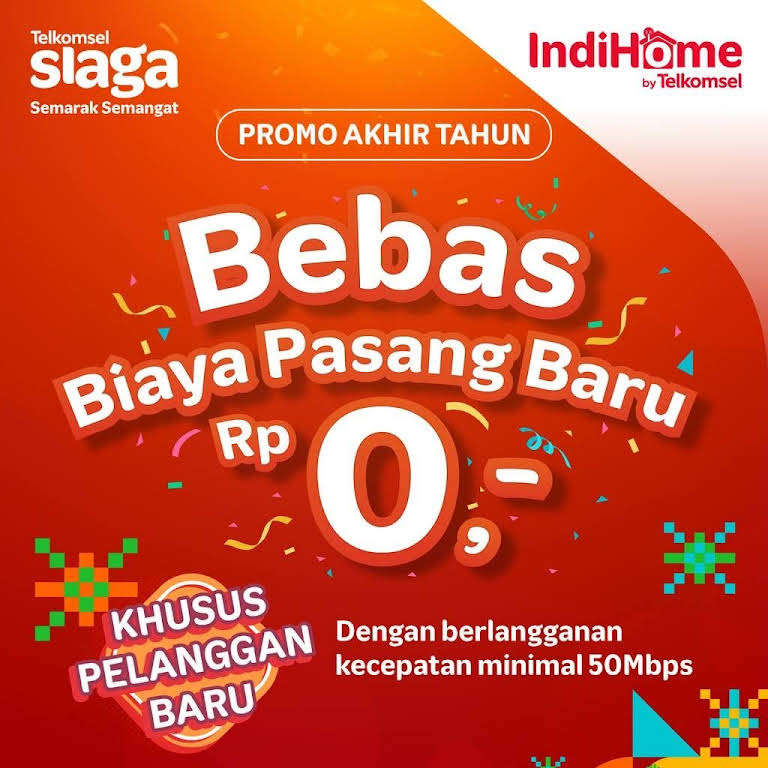 Telkomsel
sıaga
Semarak Semangat
IndiHome
by Telkomsel
PROMO AKHIR TAHUN
Bebas
Biaya Pasang Baru
Rp 0,-
KHUSUS
PELANGGAN
BARU
Dengan berlangganan
kecepatan minimal 50Mbps